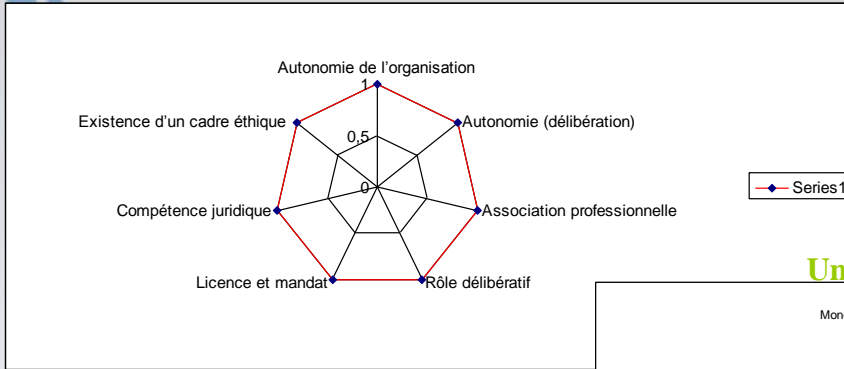 Autonomie de l'organisation
1
Existence d'un cadre éthique
Autonomie (délibération)
0,5
0
Compétence juridique
Association professionnelle
Series1
Licence et mandat
Rôle délibératif